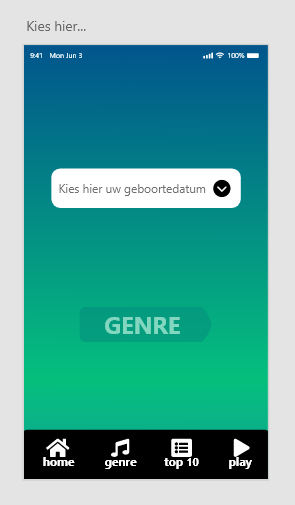 Kies hier...
9:41 Mon Jun 3 100%
Kies hier uw geboortedatum
GENRE
home genre top 10 play